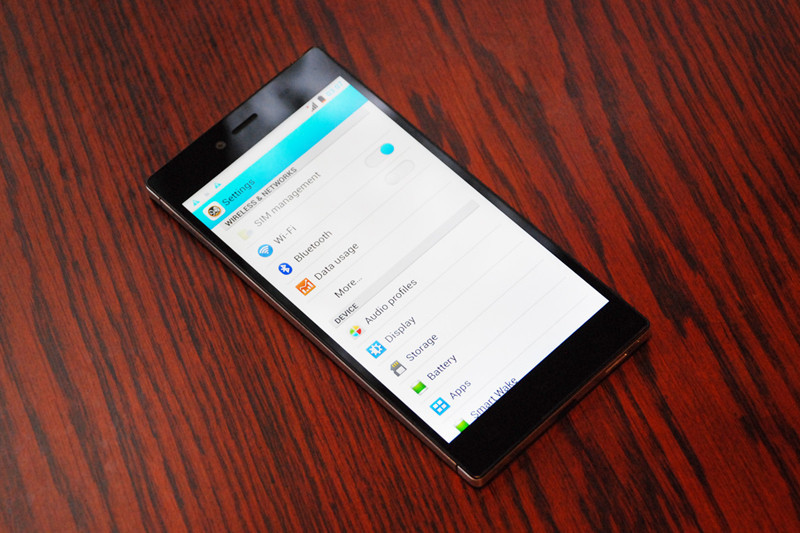 Settings
WIRELESS & NETWORKS
SIM management
Wi-Fi
Bluetooth
Data usage
More...
DEVICE
Audio profiles
Display
Storage
Battery
Apps
Smart Wake